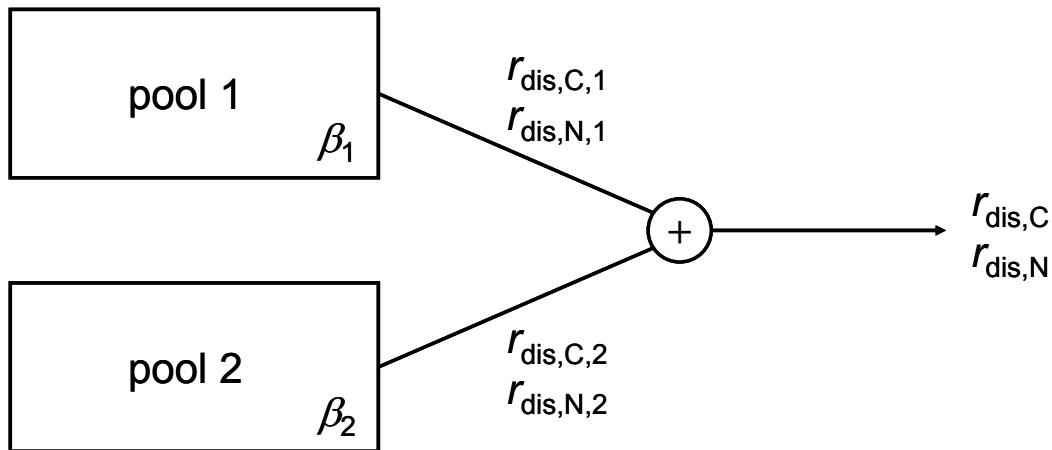 pool 1
β1
rdis,C,1
rdis,N,1
+
rdis,C
rdis,N
pool 2
β2
rdis,C,2
rdis,N,2